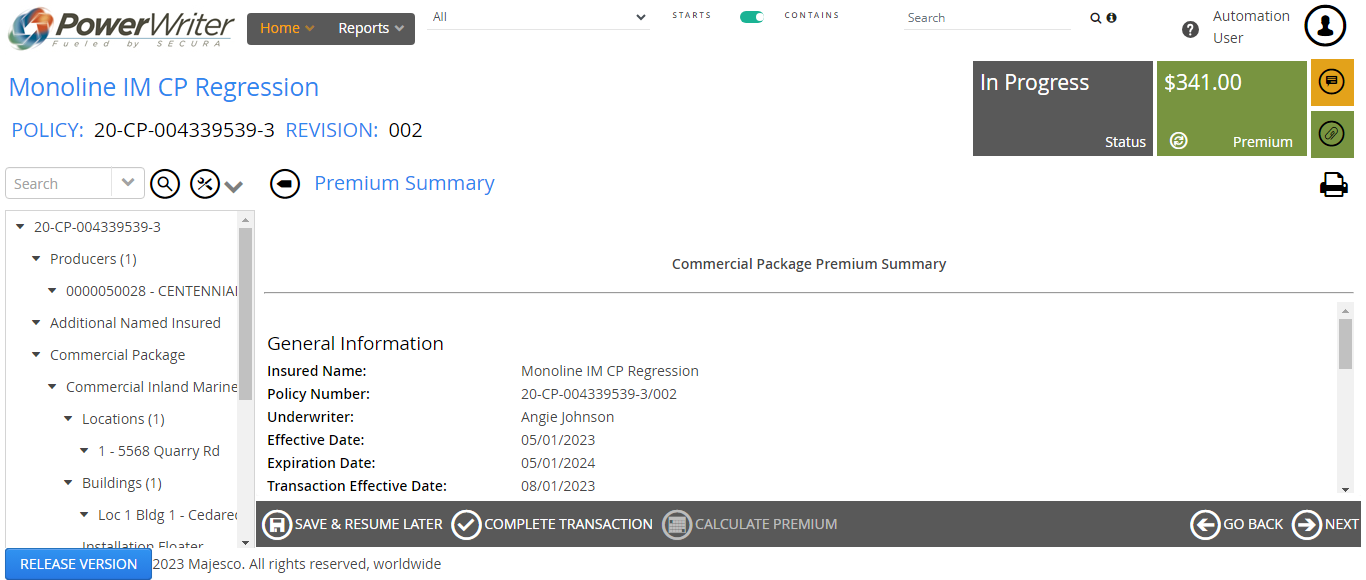 PowerWriter
Fueled by SECURA
Home Reports
All
STARTS CONTAINS
Search
Automation
User
Monoline IM CP Regression
POLICY: 20-CP-004339539-3 REVISION: 002
In Progress
Status
$341.00
Premium
Search
Premium Summary
20-CP-004339539-3
Producers (1)
0000050028 - CENTENNIAL
Additional Named Insured
Commercial Package
Commercial Inland Marine
Locations (1)
1 - 5568 Quarry Rd
Buildings (1)
Loc 1 Bldg 1 - Cedared
Installation Floater
Commercial Package Premium Summary
General Information
Insured Name: Monoline IM CP Regression
Policy Number: 20-CP-004339539-3/002
Underwriter: Angie Johnson
Effective Date: 05/01/2023
Expiration Date: 05/01/2024
Transaction Effective Date: 08/01/2023
SAVE & RESUME LATER COMPLETE TRANSACTION CALCULATE PREMIUM GO BACK NEXT
RELEASE VERSION 2023 Majesco. All rights reserved, worldwide